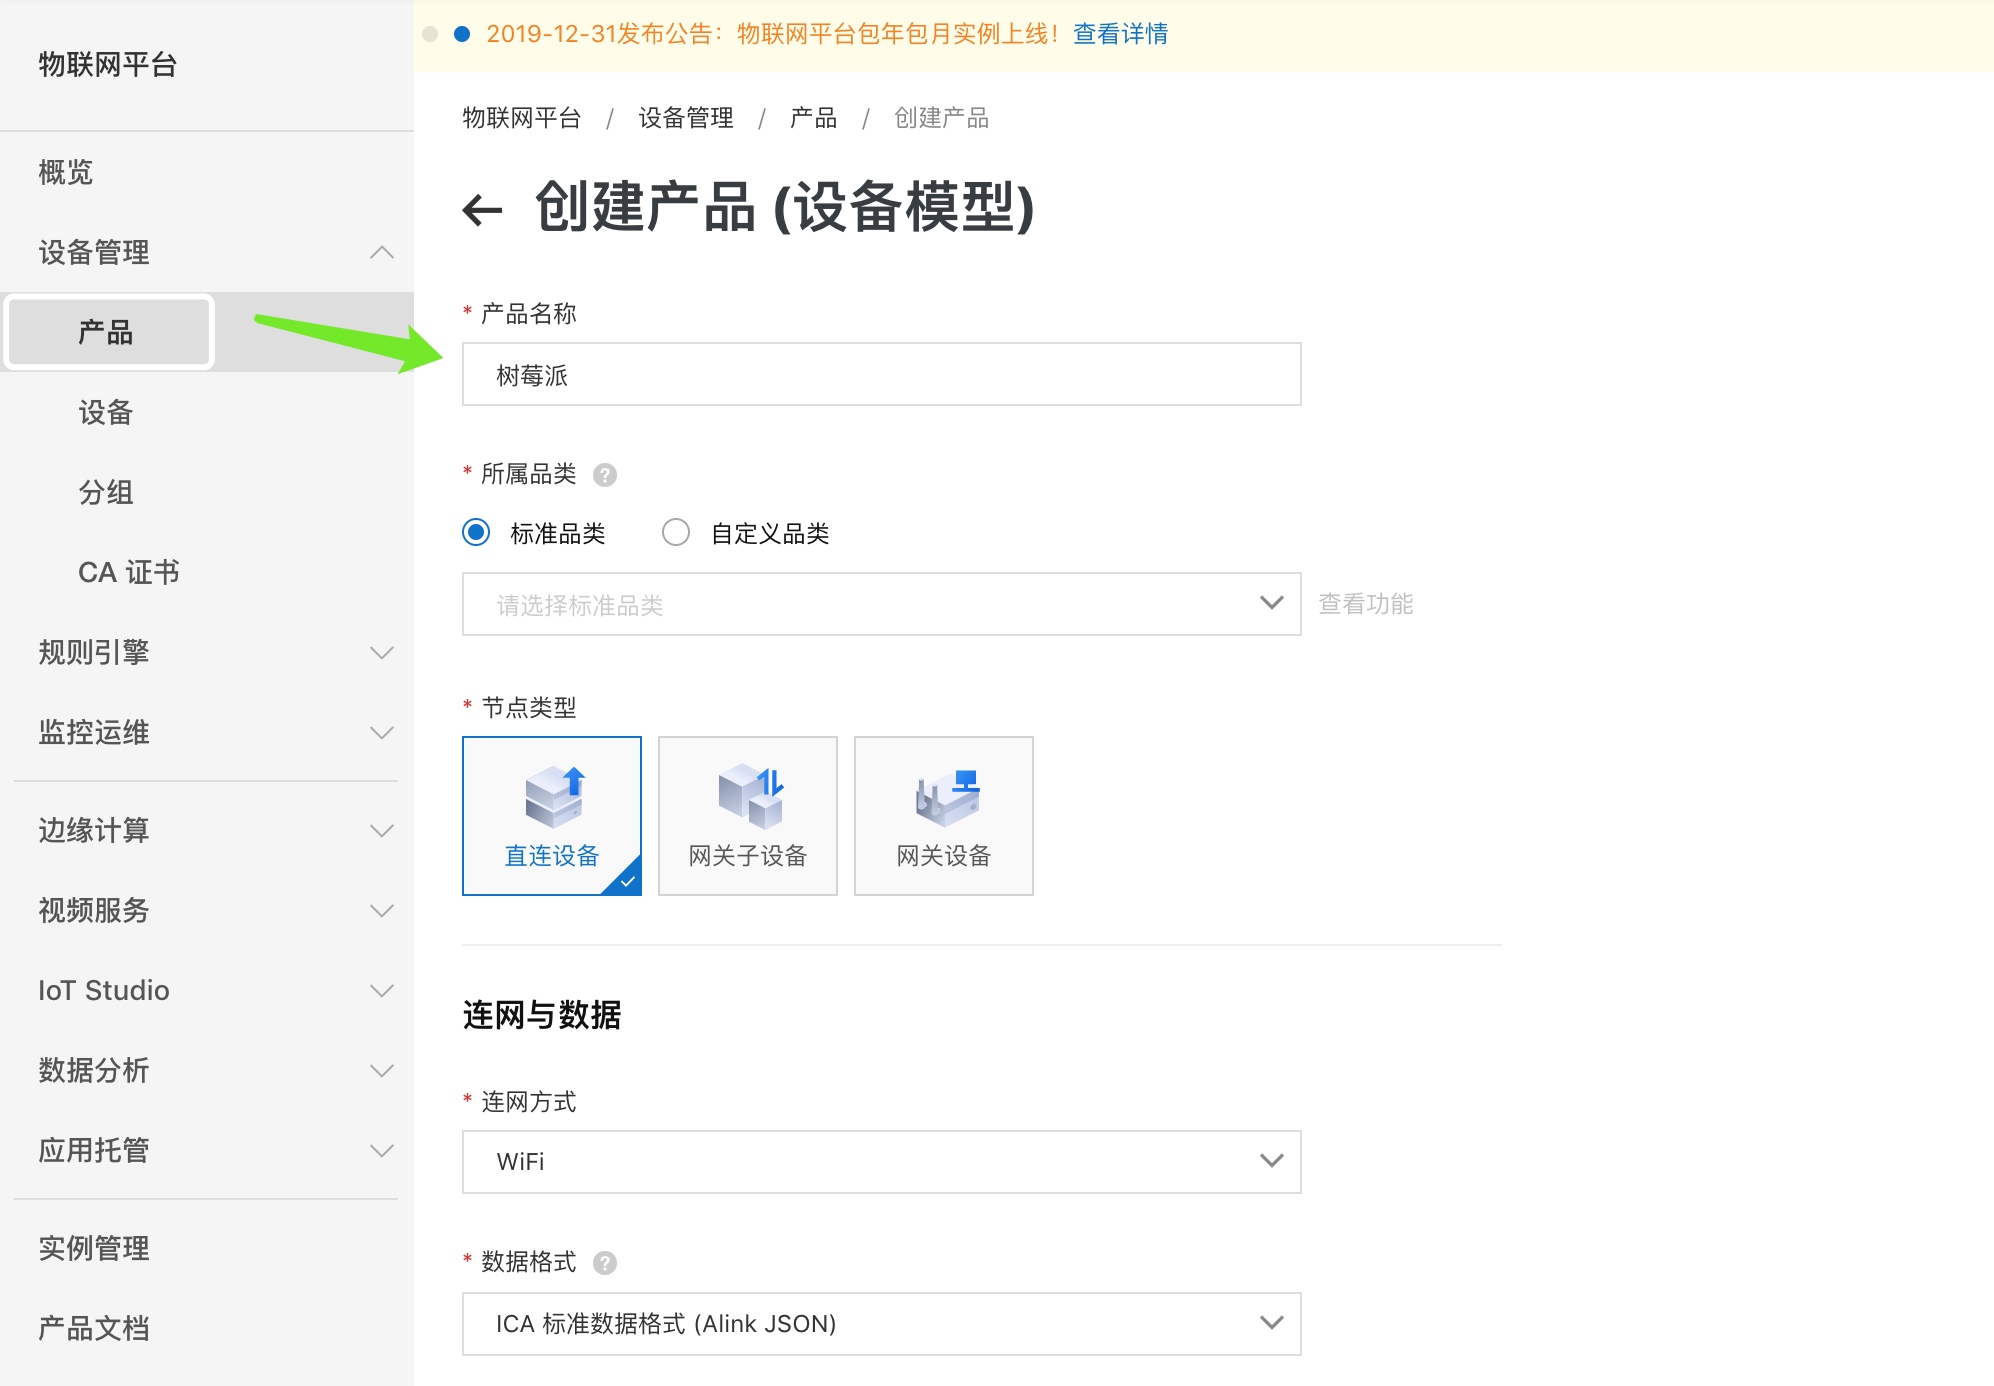 物联网平台
概览
设备管理
产品
设备
分组
CA 证书
规则引擎
监控运维
边缘计算
视频服务
IoT Studio
数据分析
应用托管
实例管理
产品文档
2019-12-31发布公告：物联网平台包年包月实例上线！查看详情
物联网平台 / 设备管理 / 产品 / 创建产品
← 创建产品 (设备模型)
* 产品名称
树莓派
* 所属品类 ?
标准品类 自定义品类
请选择标准品类 查看功能
* 节点类型
直连设备 网关子设备 网关设备
连网与数据
* 连网方式
WiFi
* 数据格式 ?
ICA 标准数据格式 (Alink JSON)